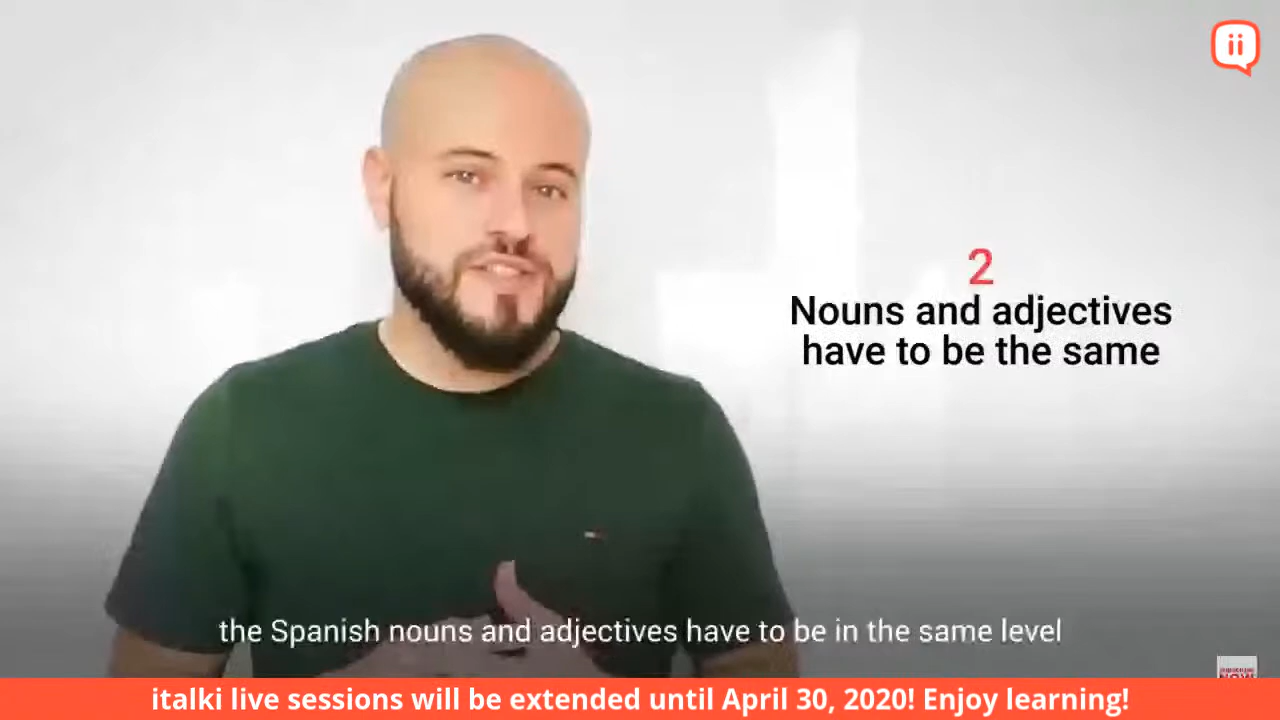 ii
2
Nouns and adjectives
have to be the same
the Spanish nouns and adjectives have to be in the same level
NOW
italki live sessions will be extended until April 30, 2020! Enjoy learning!